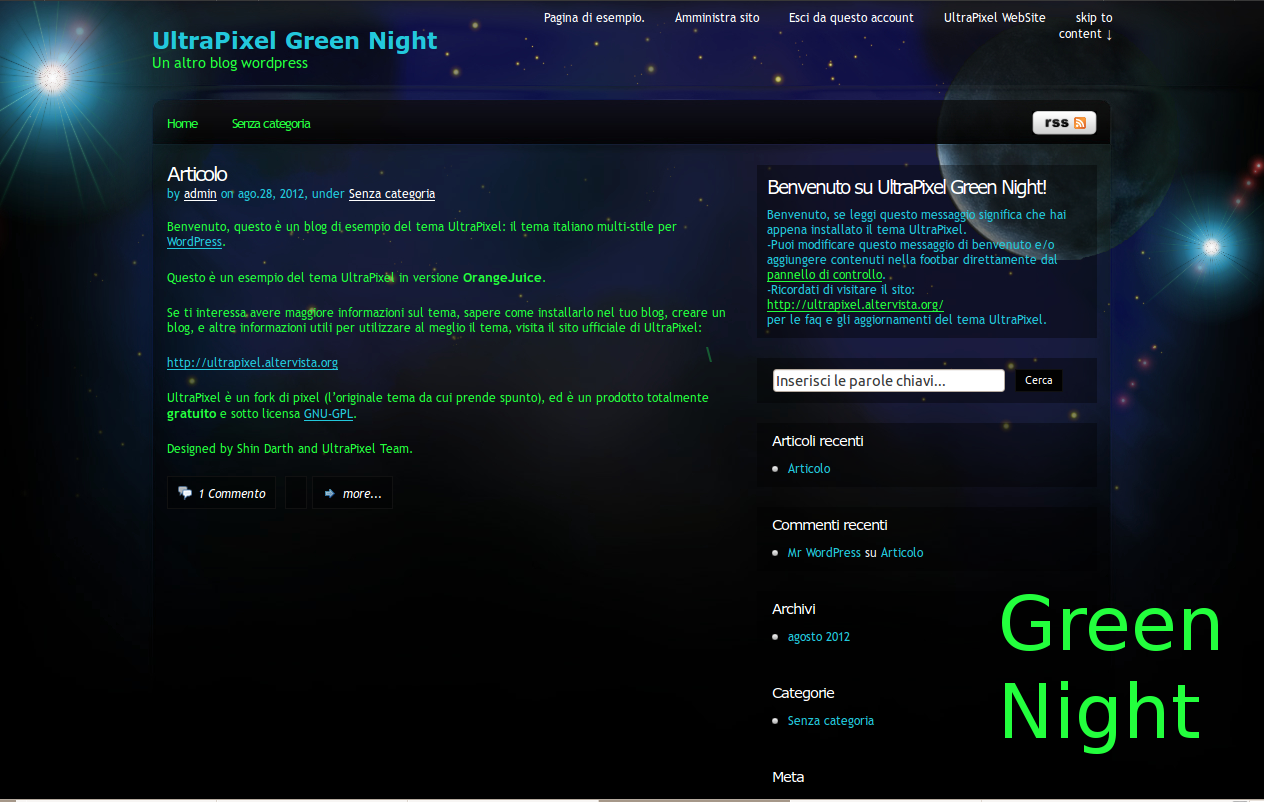 Pagina di esempio. Amministra sito Esci da questo account UltraPixel WebSite skip to
content ↓
UltraPixel Green Night
Un altro blog wordpress
Home Senza categoria
rss
Articolo
by admin on ago.28, 2012, under Senza categoria
Benvenuto, questo è un blog di esempio del tema UltraPixel: il tema italiano multi-stile per
WordPress.
Questo è un esempio del tema UltraPixel in versione OrangeJuice.
Se ti interessa avere maggiore informazioni sul tema, sapere come installarlo nel tuo blog, creare un
blog, e altre informazioni utili per utilizzare al meglio il tema, visita il sito ufficiale di UltraPixel:
http://ultrapixel.altervista.org
\
UltraPixel è un fork di pixel (l'originale tema da cui prende spunto), ed è un prodotto totalmente
gratuito e sotto licenza GNU-GPL.
Designed by Shin Darth and UltraPixel Team.
1 Commento
more...
Benvenuto su UltraPixel Green Night!
Benvenuto, se leggi questo messaggio significa che hai
appena installato il tema UltraPixel.
-Puoi modificare questo messaggio di benvenuto e/o
aggiungere contenuti nella footbar direttamente dal
pannello di controllo.
-Ricordati di visitare il sito:
http://ultrapixel.altervista.org/
per le faq e gli aggiornamenti del tema UltraPixel.
Inserisci le parole chiavi... Cerca
Articoli recenti
Articolo
Commenti recenti
Mr WordPress su Articolo
Archivi
agosto 2012
Categorie
Senza categoria
Meta
Green
Night